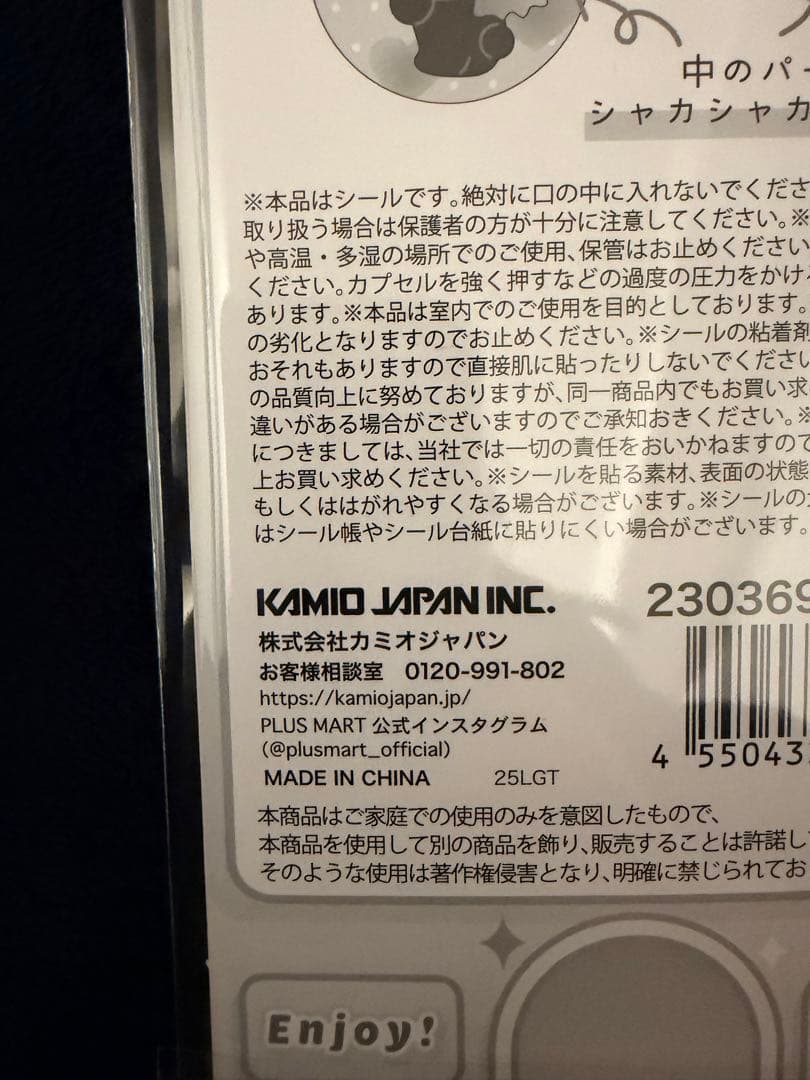 中のパ
シャカシャカ
※本品はシールです。絶対に口の中に入れないでくださ
取り扱う場合は保護者の方が十分に注意してください。※
や高温・多湿の場所でのご使用、保管はお止めください
ください。カプセルを強く押すなどの過度の圧力をかけ
あります。※本品は室内でのご使用を目的としております。
の劣化となりますのでお止めください。※シールの粘着剤
おそれもありますので直接肌に貼ったりしないでください
の品質向上に努めておりますが、同一商品内でもお買い求
違いがある場合がございますのでご承知おきください。※
につきましては、当社では一切の責任をおいかねますので
上お買い求めください。※シールを貼る素材、表面の状態
もしくははがれやすくなる場合がございます。※シールの
はシール帳やシール台紙に貼りにくい場合がございます。
KAMIO JAPAN INC.
230369
株式会社カミオジャパン
お客様相談室 0120-991-802
https://kamiojapan.jp/
PLUS MART 公式インスタグラム
(@plusmart_official)
4 55043
MADE IN CHINA 25LGT
本商品はご家庭での使用のみを意図したもので、
本商品を使用して別の商品を飾り、販売することは許諾し
そのような使用は著作権侵害となり、明確に禁じられてお
Enjoy!